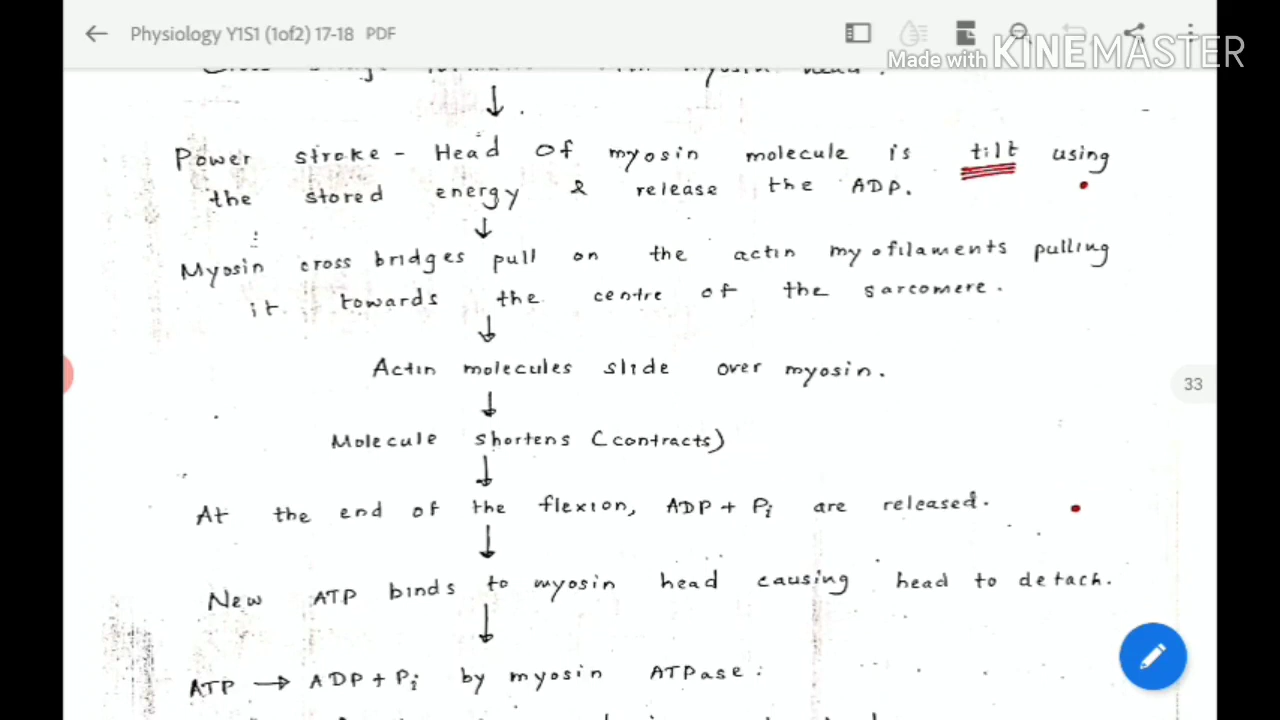 Physiology Y1S1 (1of2) 17-18 PDF
Made with KINEMASTER
Power stroke - Head of myosin molecule is tilt using
the stored energy & release the ADP.
↓
Myosin cross bridges pull on the actin myofilaments pulling
it towards the centre of the sarcomere.
↓
Actin molecules slide over myosin.
↓
Molecule shortens (contracts)
↓
At the end of the flexion, ADP + Pi are released.
↓
New ATP binds to myosin head causing head to detach.
↓
ATP → ADP + Pi by myosin ATPase.
33